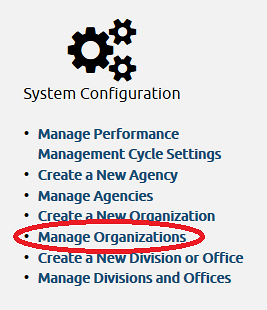 System Configuration
• Manage Performance
Management Cycle Settings
• Create a New Agency
• Manage Agencies
• Create a New Organization
• Manage Organizations
• Create a New Division or Office
• Manage Divisions and Offices